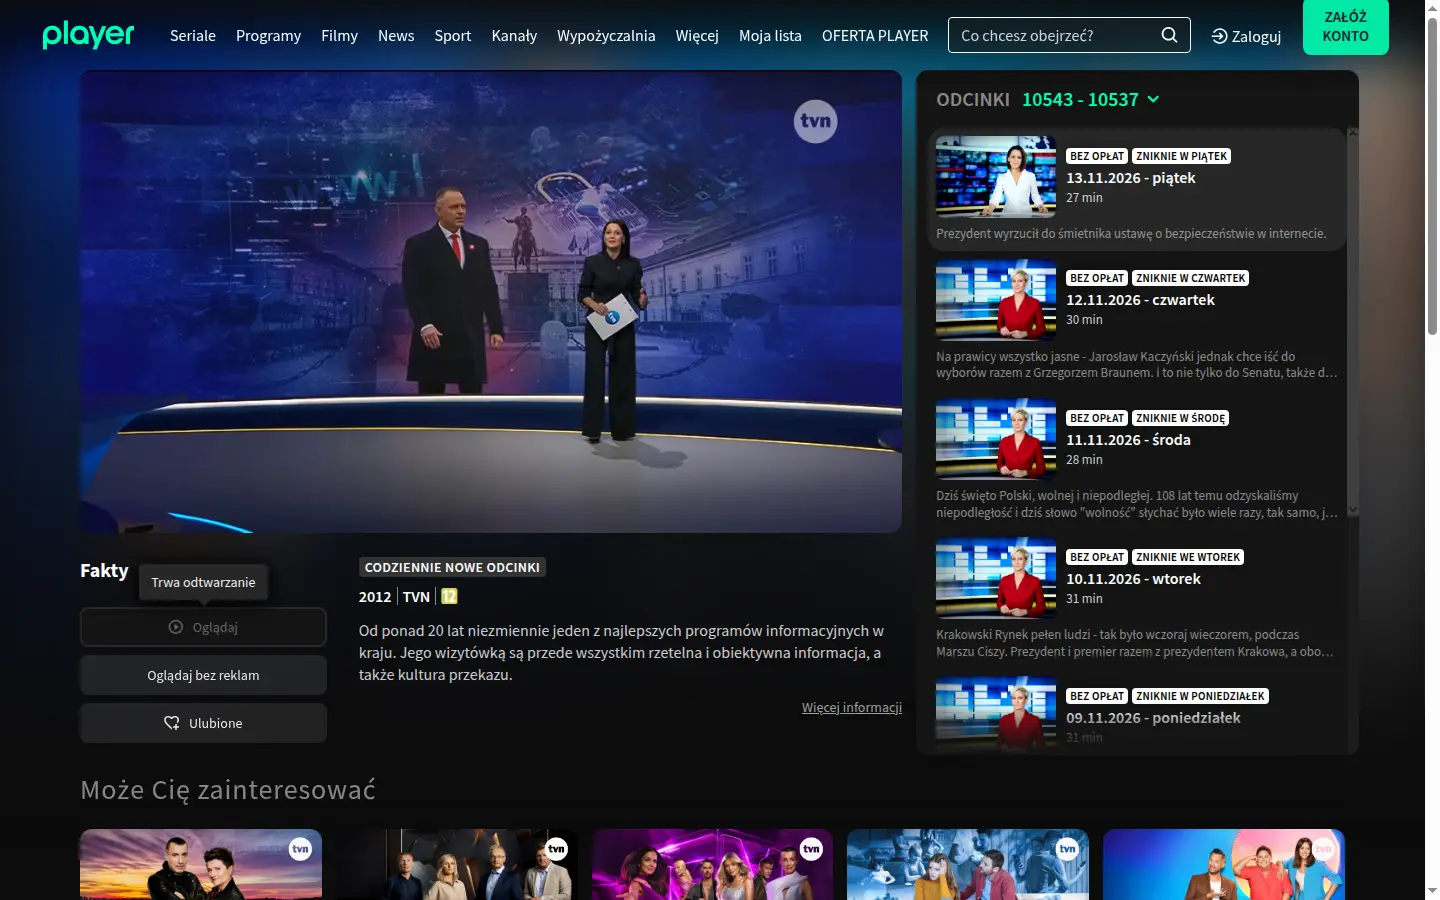 player
Seriale
Programy
Filmy
News
Sport
Kanały
Wypożyczalnia
Więcej
Moja lista
OFERTA PLAYER
Co chcesz obejrzeć?
Zaloguj
ZAŁÓŻ
KONTO
tvn
ODCINKI 10543 - 10537
BEZ OPŁAT ZNIKNIE W PIĄTEK
13.11.2026 - piątek
27 min
Prezydent wyrzucił do śmietnika ustawę o bezpieczeństwie w internecie.
BEZ OPŁAT ZNIKNIE W CZWARTEK
12.11.2026 - czwartek
30 min
Na prawicy wszystko jasne - Jarosław Kaczyński jednak chce iść do
wyborów razem z Grzegorzem Braunem. i to nie tylko do Senatu, także d…
BEZ OPŁAT ZNIKNIE W ŚRODĘ
11.11.2026 - środa
28 min
Dziś święto Polski, wolnej i niepodległej. 108 lat temu odzyskaliśmy
niepodległość i dziś słowo "wolność" słychać było wiele razy, tak samo, j…
BEZ OPŁAT ZNIKNIE WE WTOREK
10.11.2026 - wtorek
31 min
Krakowski Rynek pełen ludzi - tak było wczoraj wieczorem, podczas
Marszu Ciszy. Prezydent i premier razem z prezydentem Krakowa, a obo…
BEZ OPŁAT ZNIKNIE W PONIEDZIAŁEK
09.11.2026 - poniedziałek
31 min
Fakty
Trwa odtwarzanie
Oglądaj
Oglądaj bez reklam
Ulubione
CODZIENNIE NOWE ODCINKI
2012 TVN 12
Od ponad 20 lat niezmiennie jeden z najlepszych programów informacyjnych w
kraju. Jego wizytówką są przede wszystkim rzetelna i obiektywna informacja, a
także kultura przekazu.
Więcej informacji
Może Cię zainteresować
tvn
tvn
tvn
tvn
tvn